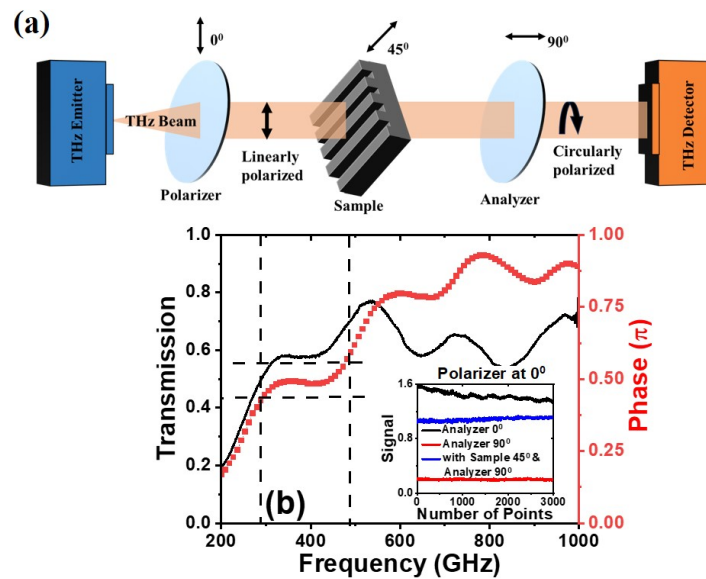 (a)
0⁰
45⁰
90⁰
THz Emitter
THz Beam
Polarizer
Linearly
polarized
Sample
Analyzer
Circularly
polarized
THz Detector
Transmission
1.0
0.8
0.6
0.4
0.2
0.0
200 400 600 800 1000
Frequency (GHz)
(b)
1.00
0.75
0.50
0.25
0.00
Phase (π)
Polarizer at 0⁰
Signal
1.6
0.8
0.0
Analyzer 0⁰
Analyzer 90⁰
with Sample 45⁰ &
Analyzer 90⁰
0 1000 2000 3000
Number of Points